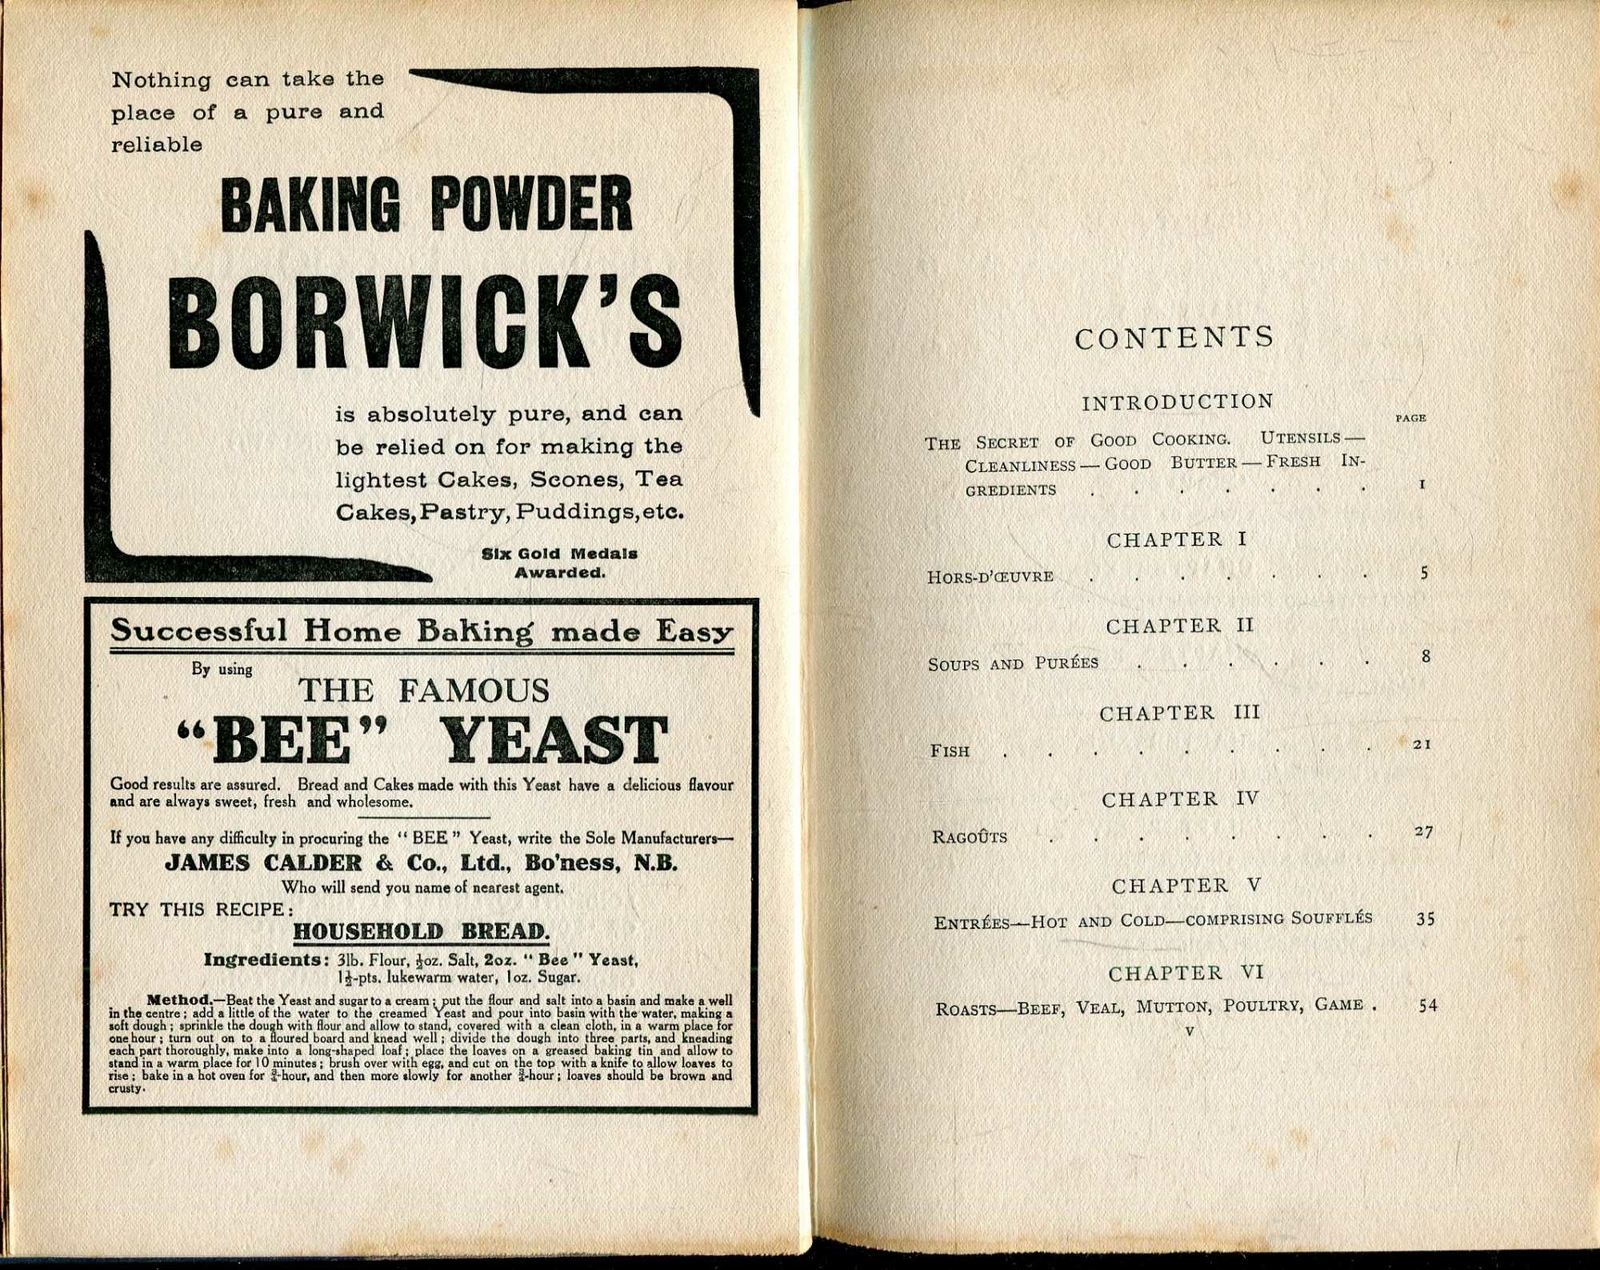 Nothing can take the
place of a pure and
reliable
BAKING POWDER
BORWICK'S
is absolutely pure, and can
be relied on for making the
lightest Cakes, Scones, Tea
Cakes, Pastry, Puddings, etc.
Six Gold Medals
Awarded.
Successful Home Baking made Easy
By using
THE FAMOUS
“BEE” YEAST
Good results are assured. Bread and Cakes made with this Yeast have a delicious flavour
and are always sweet, fresh and wholesome.
If you have any difficulty in procuring the “BEE” Yeast, write the Sole Manufacturers—
JAMES CALDER & Co., Ltd., Bo'ness, N.B.
Who will send you name of nearest agent.
TRY THIS RECIPE:
HOUSEHOLD BREAD.
Ingredients: 3lb. Flour, ½oz. Salt, 2oz. “Bee” Yeast,
1½-pts. lukewarm water, 1oz. Sugar.
Method.—Beat the Yeast and sugar to a cream; put the flour and salt into a basin and make a well
in the centre; add a little of the water to the creamed Yeast and pour into basin with the water, making a
soft dough; sprinkle the dough with flour and allow to stand, covered with a clean cloth, in a warm place for
one hour; turn out on to a floured board and knead well; divide the dough into three parts, and kneading
each part thoroughly, make into a long-shaped loaf; place the loaves on a greased baking tin and allow to
stand in a warm place for 10 minutes; brush over with egg, and cut on the top with a knife to allow loaves to
rise; bake in a hot oven for ¾-hour, and then more slowly for another ¾-hour; loaves should be brown and
crusty.
CONTENTS
INTRODUCTION
PAGE
THE SECRET OF GOOD COOKING. UTENSILS—
CLEANLINESS—GOOD BUTTER—FRESH IN-
GREDIENTS . . . . . . . 1
CHAPTER I
HORS-D'ŒUVRE . . . . . . . 5
CHAPTER II
SOUPS AND PURÉES . . . . . . 8
CHAPTER III
FISH . . . . . . . . . 21
CHAPTER IV
RAGOÛTS . . . . . . . . 27
CHAPTER V
ENTRÉES—HOT AND COLD—COMPRISING SOUFFLÉS 35
CHAPTER VI
ROASTS—BEEF, VEAL, MUTTON, POULTRY, GAME . 54
v